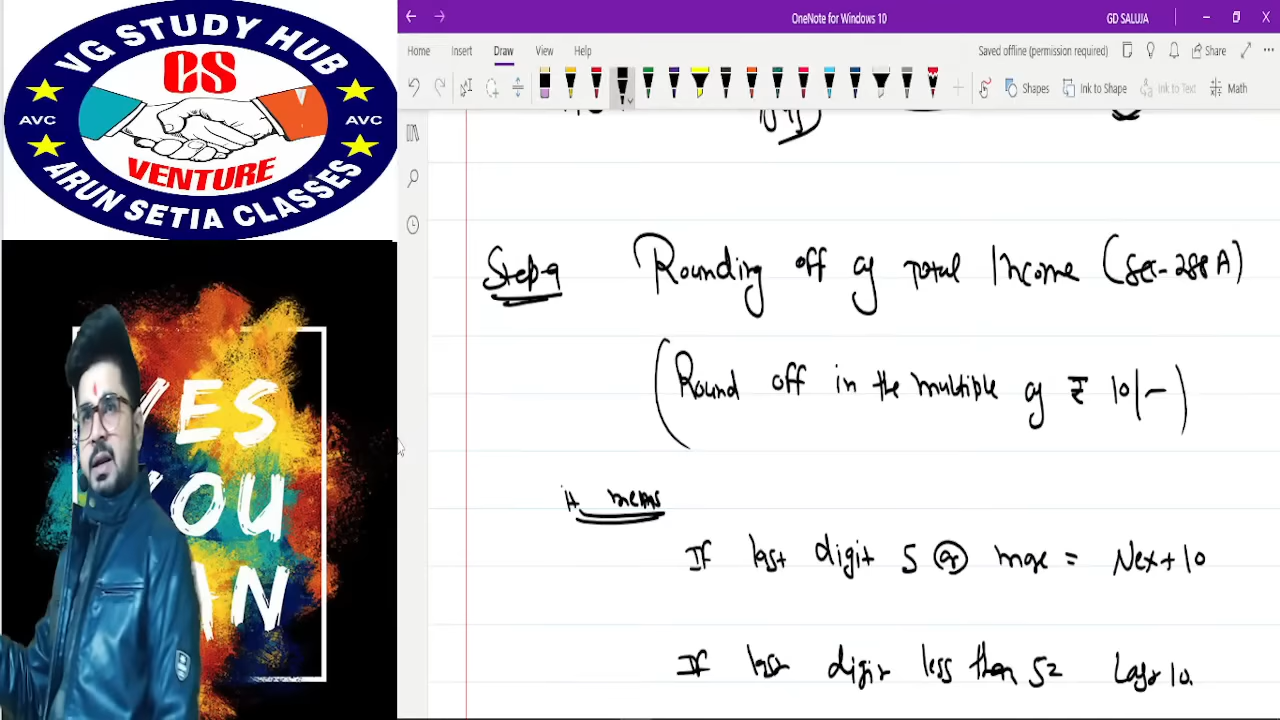 VG STUDY HUB
CS
AVC
AVC
VENTURE
ARUN SETIA CLASSES
YES
YOU
OneNote for Windows 10
GD SALUJA
Home Insert Draw View Help
Saved offline (permission required)
Share
Shapes
Ink to Shape
Ink to Text
Math
Step-9 Rounding off of Total Income (Sec-288A)
(Round off in the multiple of ₹ 10/-)
it means
If last digit 5 or more = Next 10
If last digit less than 5= Last 10